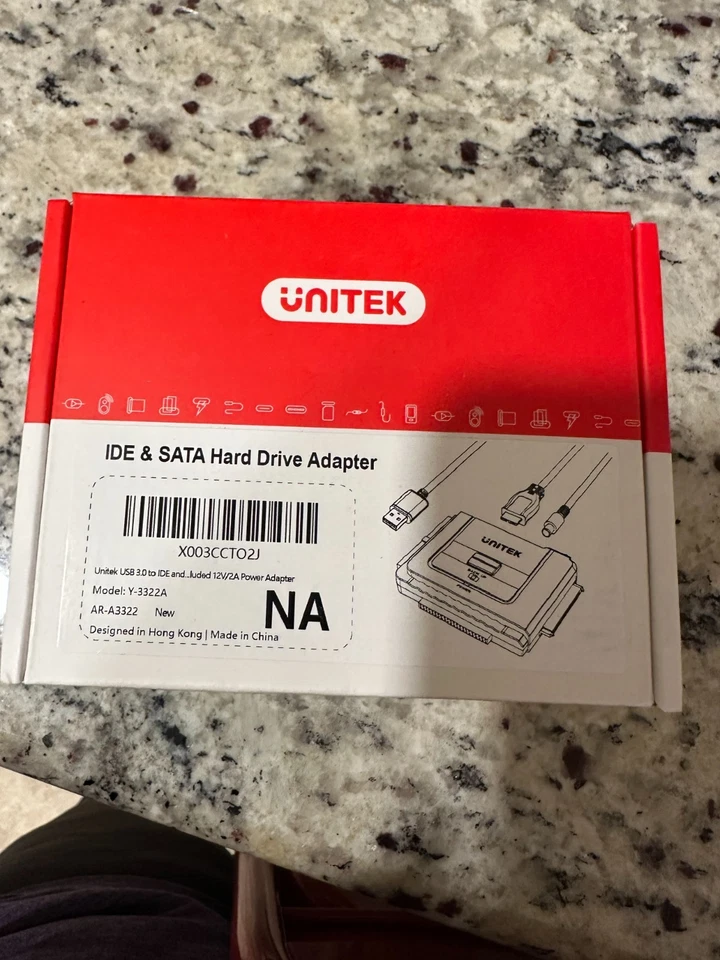 UNITEK
IDE & SATA Hard Drive Adapter
X003CCTO2J
Unitek USB 3.0 to IDE and...luded 12V/2A Power Adapter
Model: Y-3322A
AR-A3322 New
NA
Designed in Hong Kong | Made in China
UNITEK